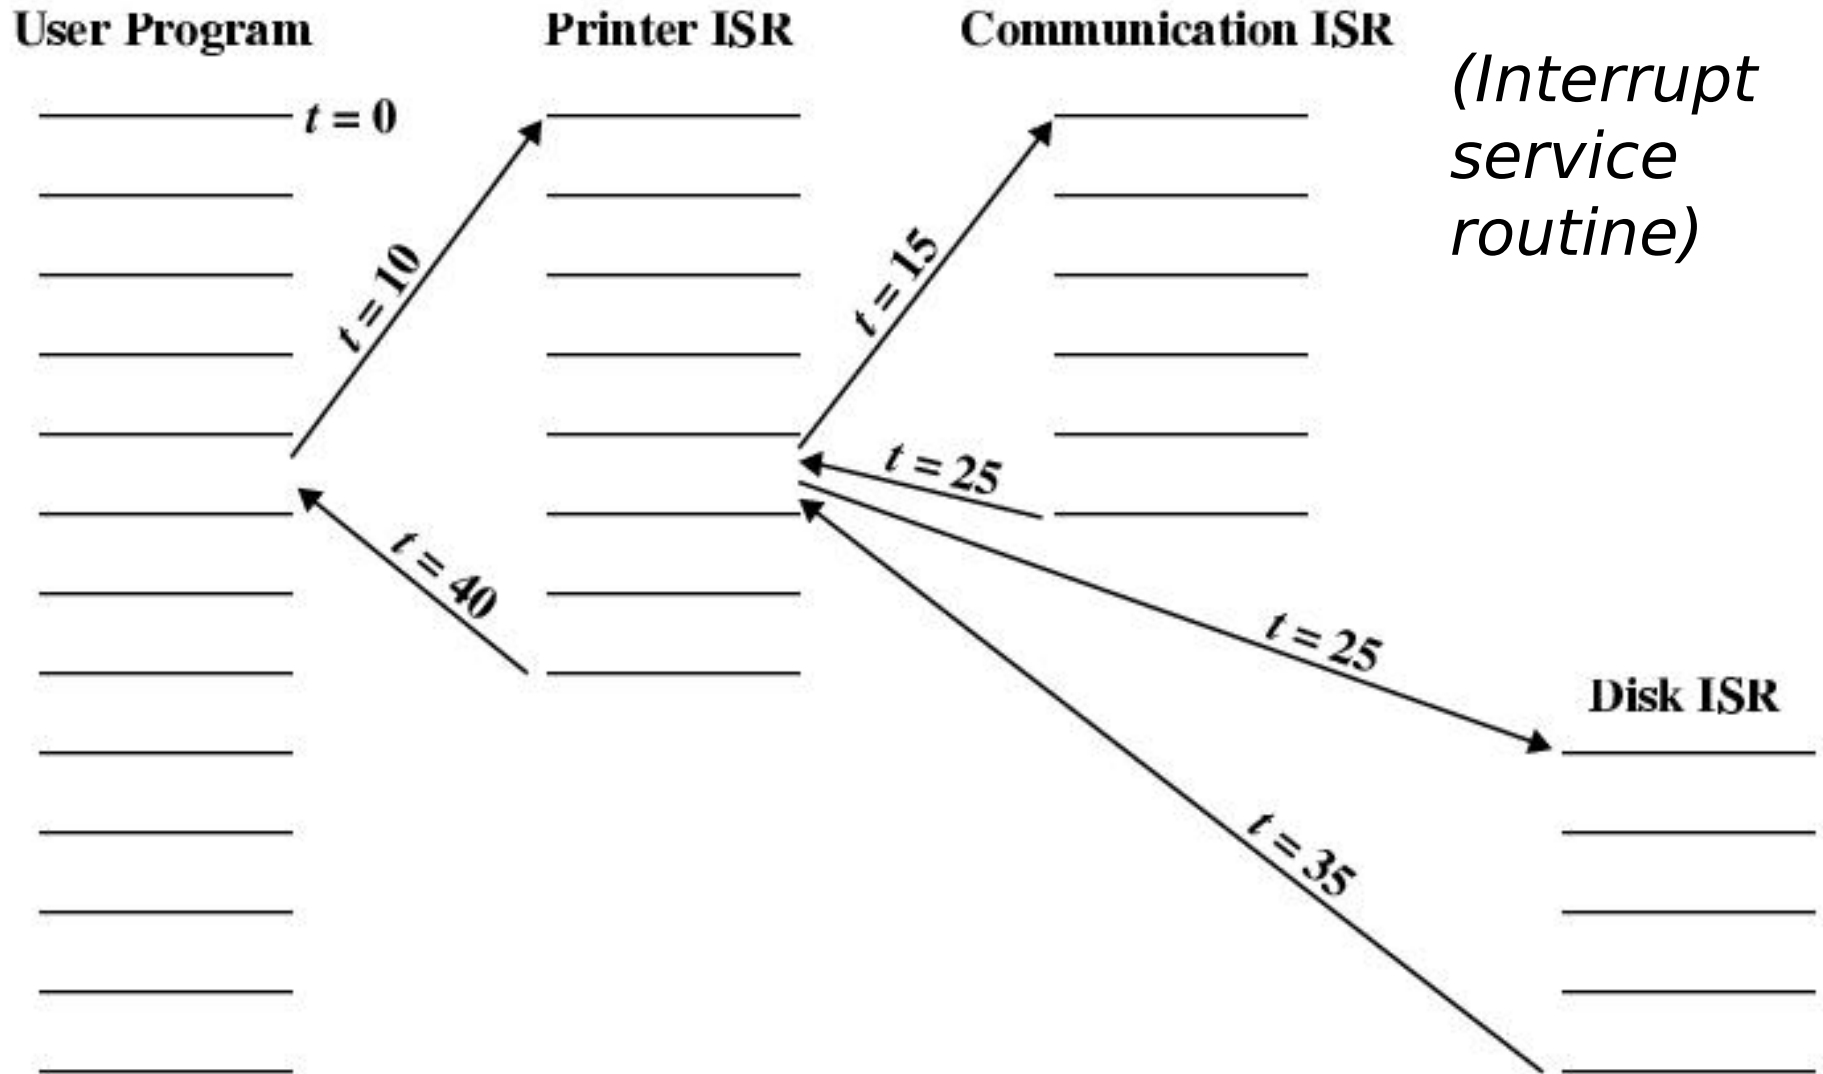 User Program
Printer ISR
Communication ISR
(Interrupt
service
routine)
t = 0
t = 10
t = 15
t = 25
t = 40
t = 25
Disk ISR
t = 35